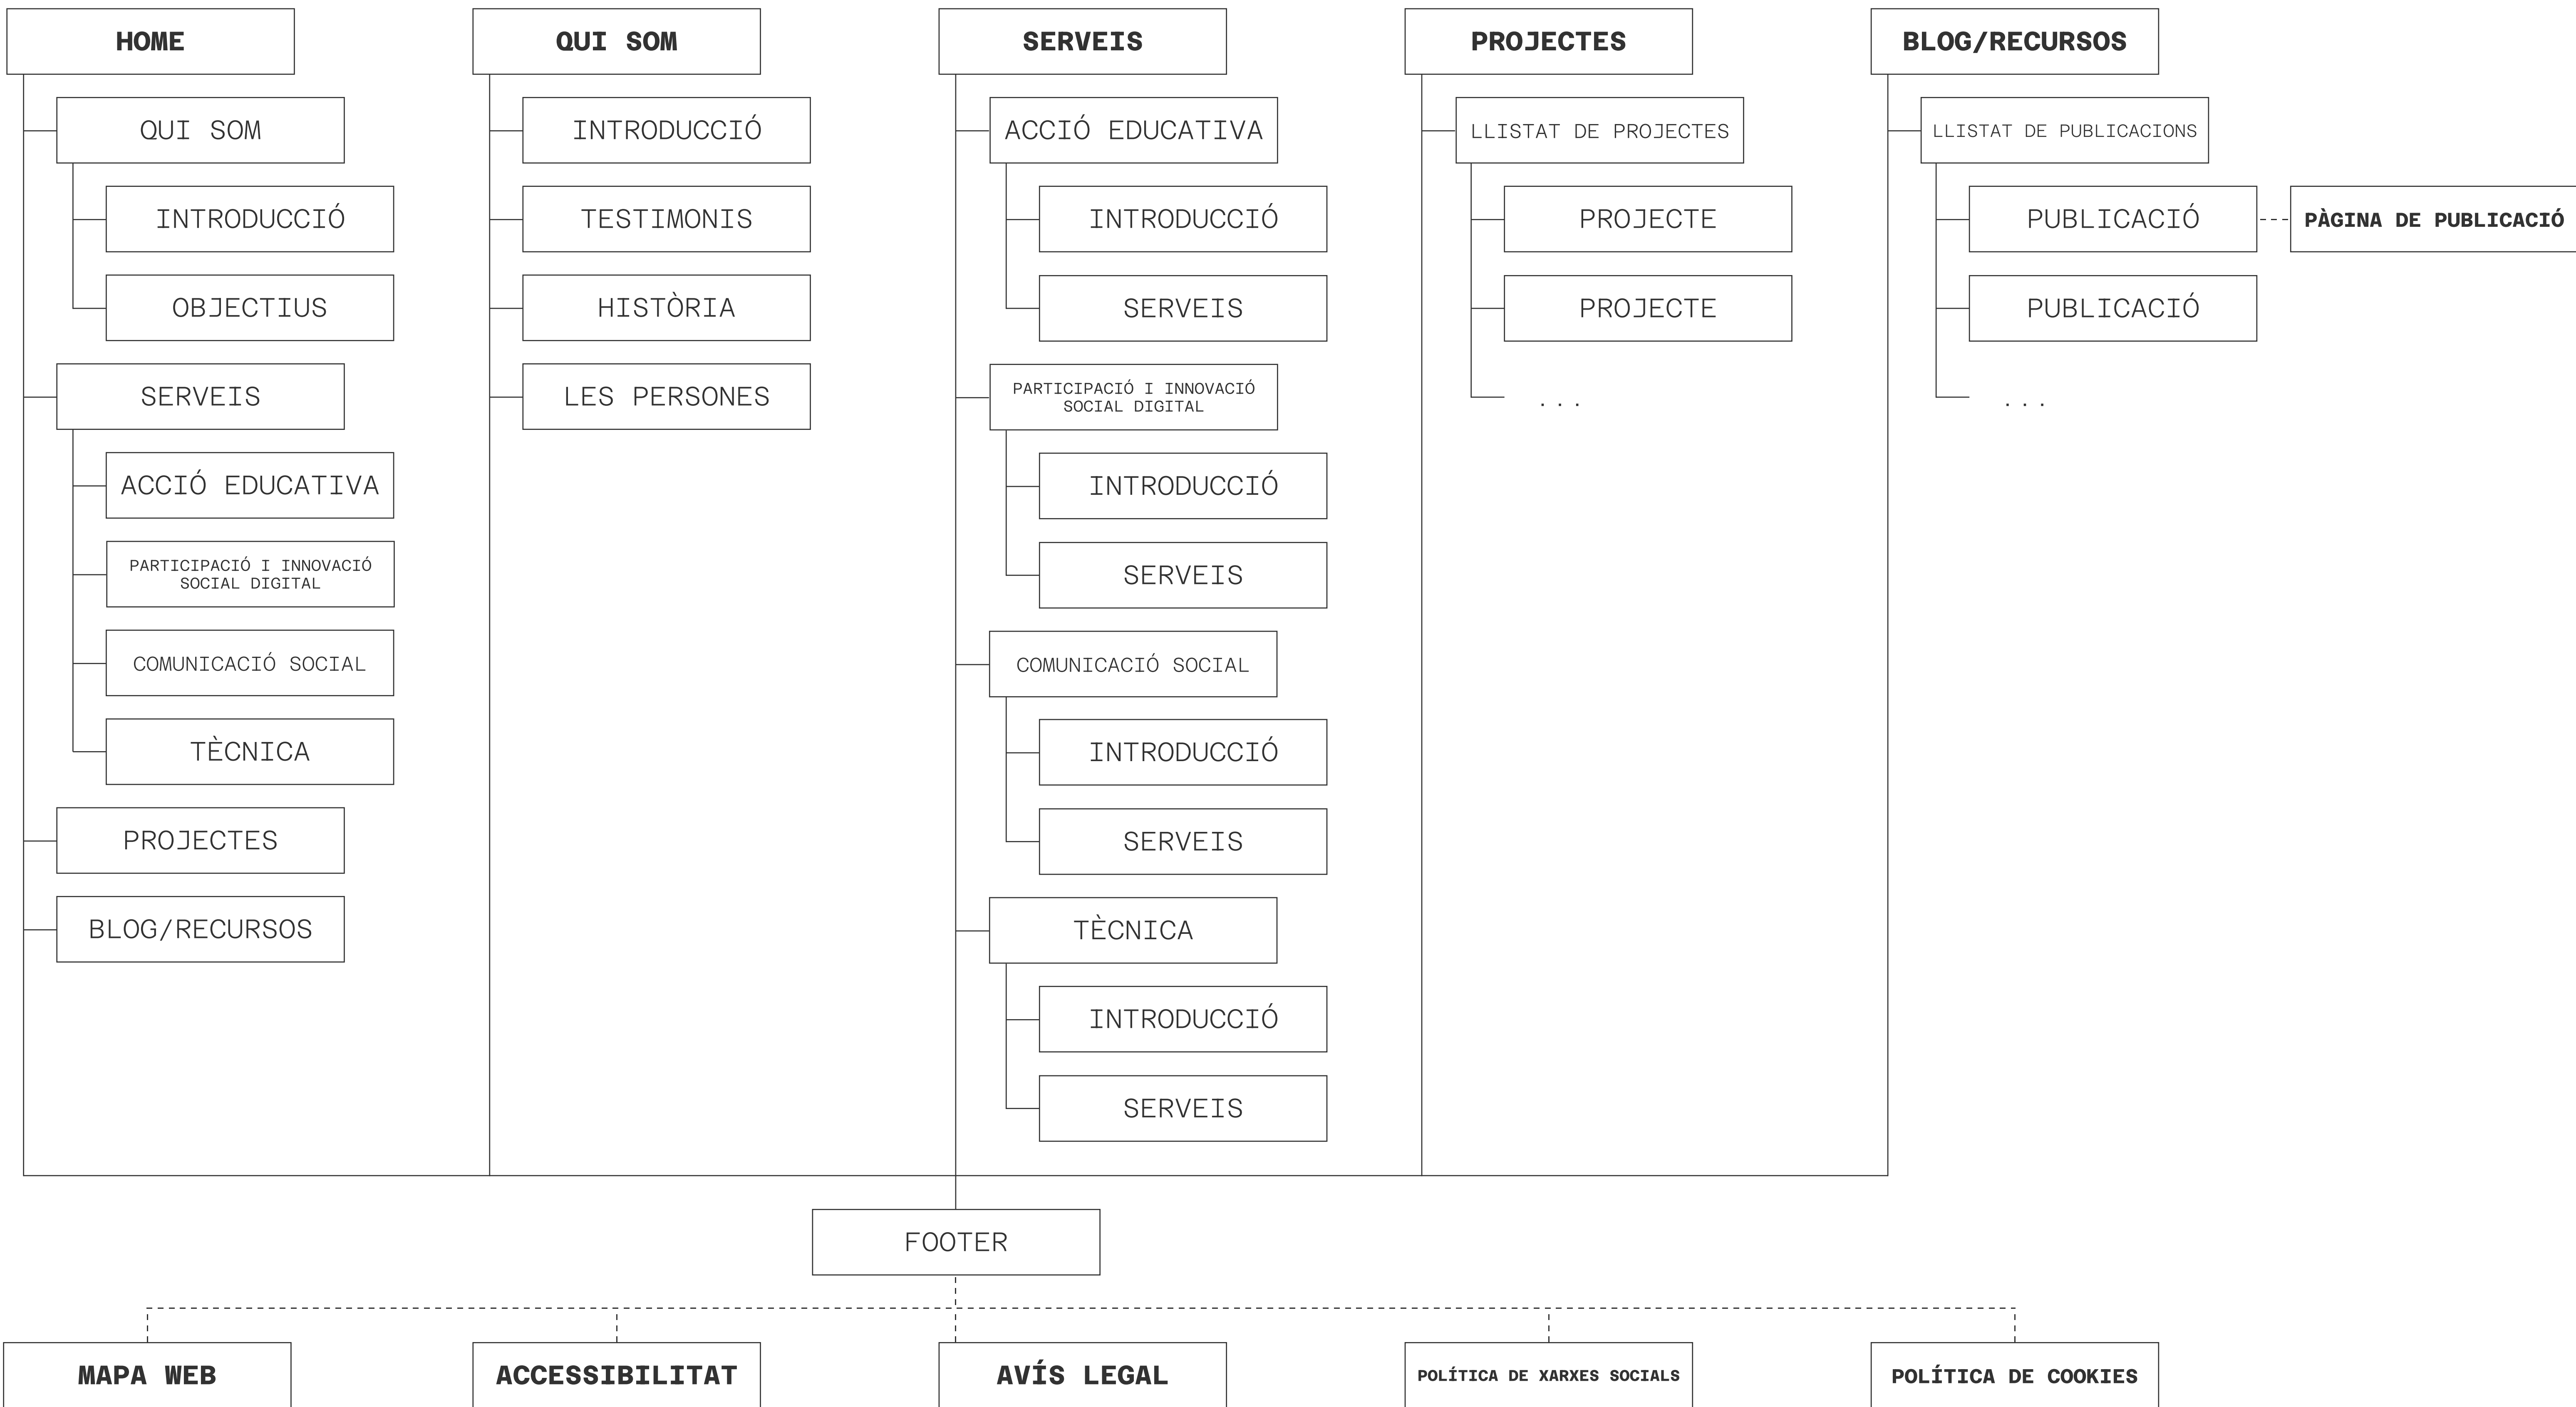 HOME
QUI SOM
INTRODUCCIÓ
OBJECTIUS
SERVEIS
ACCIÓ EDUCATIVA
PARTICIPACIÓ I INNOVACIÓ
SOCIAL DIGITAL
COMUNICACIÓ SOCIAL
TÈCNICA
PROJECTES
BLOG/RECURSOS
QUI SOM
INTRODUCCIÓ
TESTIMONIS
HISTÒRIA
LES PERSONES
SERVEIS
ACCIÓ EDUCATIVA
INTRODUCCIÓ
SERVEIS
PARTICIPACIÓ I INNOVACIÓ
SOCIAL DIGITAL
INTRODUCCIÓ
SERVEIS
COMUNICACIÓ SOCIAL
INTRODUCCIÓ
SERVEIS
TÈCNICA
INTRODUCCIÓ
SERVEIS
PROJECTES
LLISTAT DE PROJECTES
PROJECTE
PROJECTE
...
BLOG/RECURSOS
LLISTAT DE PUBLICACIONS
PUBLICACIÓ
PÀGINA DE PUBLICACIÓ
PUBLICACIÓ
...
FOOTER
MAPA WEB
ACCESSIBILITAT
AVÍS LEGAL
POLÍTICA DE XARXES SOCIALS
POLÍTICA DE COOKIES